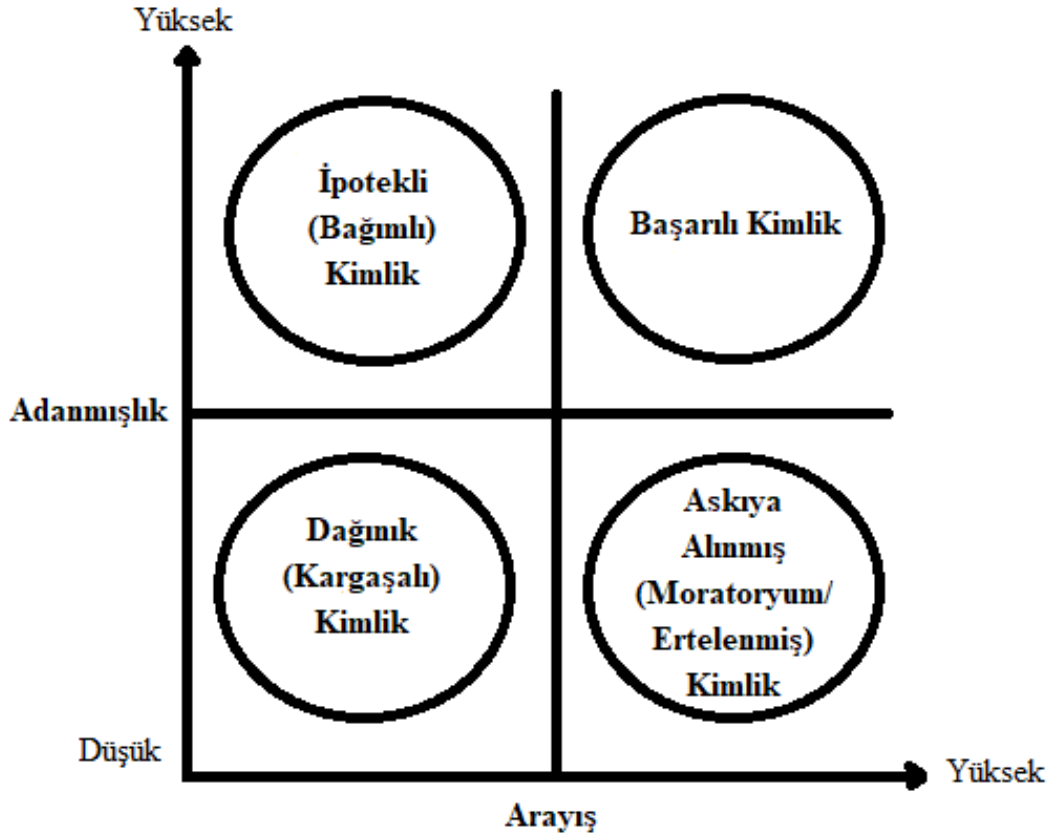 Yüksek
İpotekli
(Bağımlı)
Kimlik
Başarılı Kimlik
Adanmışlık
Dağınık
(Kargaşalı)
Kimlik
Askıya
Alınmış
(Moratoryum/
Ertelenmiş)
Kimlik
Düşük
Yüksek
Arayış